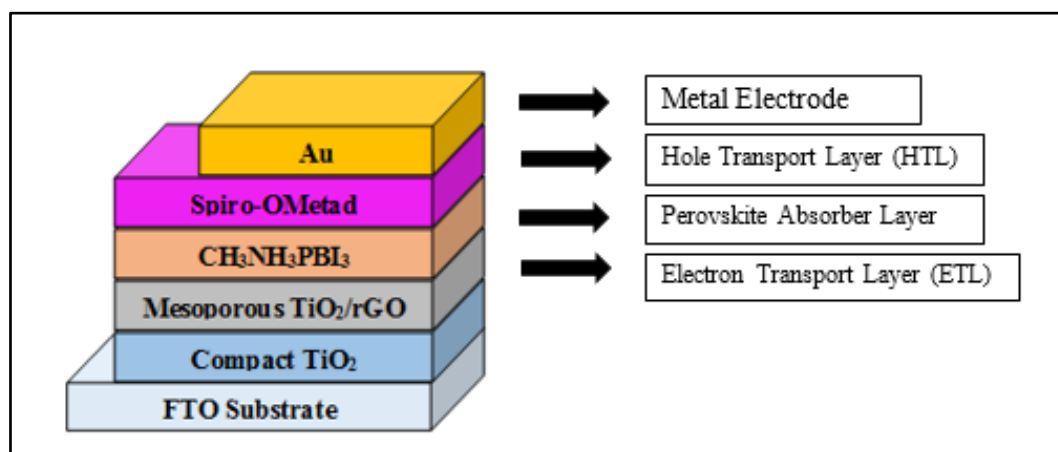 Metal Electrode
Au
Hole Transport Layer (HTL)
Spiro-OMetad
Perovskite Absorber Layer
CH₃NH₃PBI₃
Electron Transport Layer (ETL)
Mesoporous TiO₂/rGO
Compact TiO₂
FTO Substrate